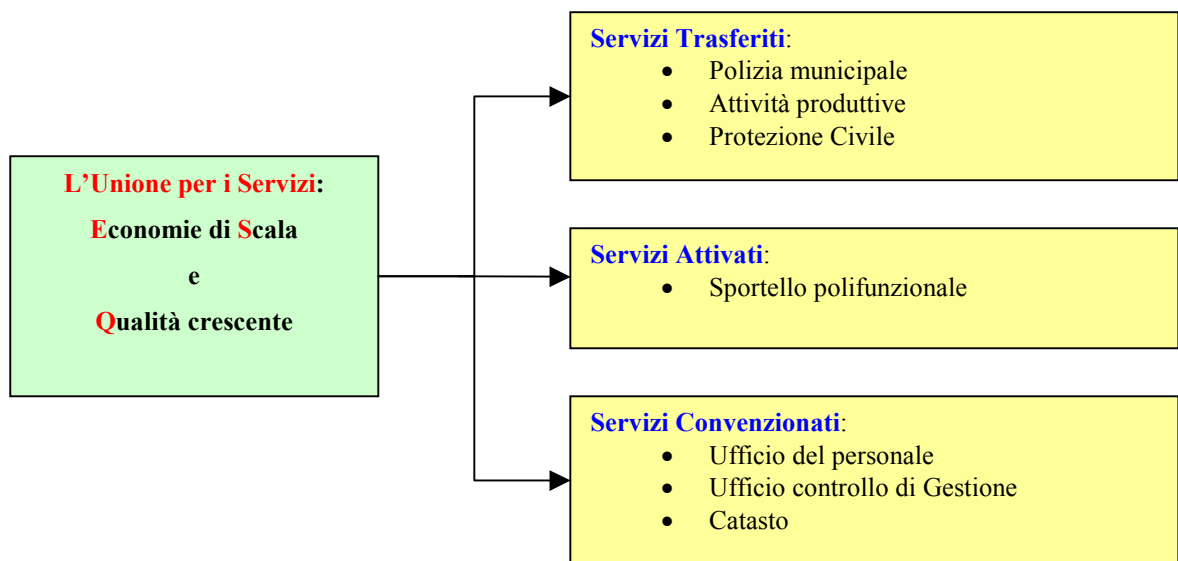 L’Unione per i Servizi:
Economie di Scala
e
Qualità crescente
Servizi Trasferiti:
• Polizia municipale
• Attività produttive
• Protezione Civile
Servizi Attivati:
• Sportello polifunzionale
Servizi Convenzionati:
• Ufficio del personale
• Ufficio controllo di Gestione
• Catasto